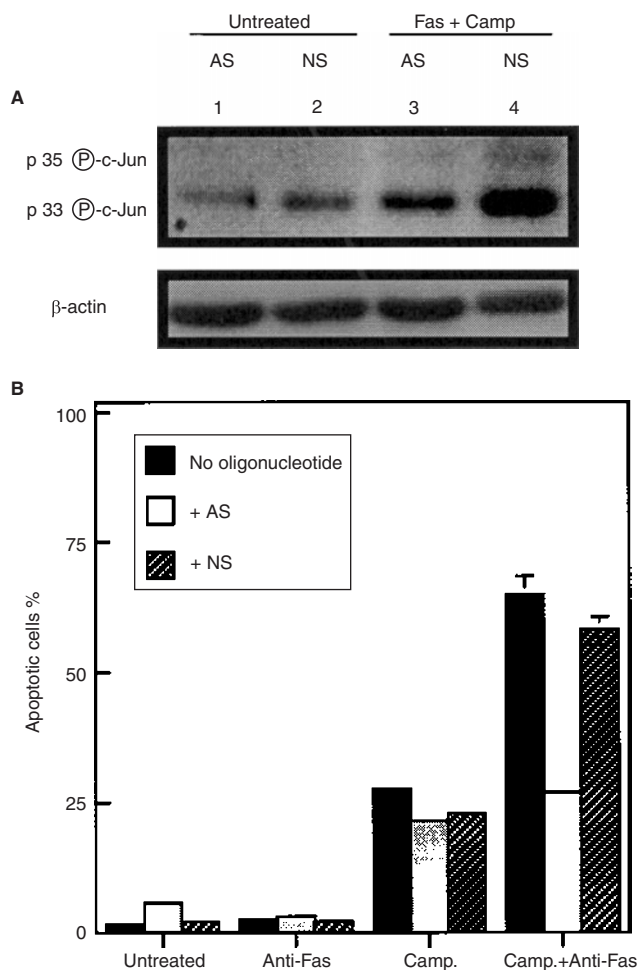 Untreated Fas + Camp
AS NS AS NS
A
1 2 3 4
p 35 Ⓟ-c-Jun
p 33 Ⓟ-c-Jun
β-actin
B
100
75
50
25
0
Apoptotic cells %
No oligonucleotide
+ AS
+ NS
Untreated Anti-Fas Camp. Camp.+Anti-Fas